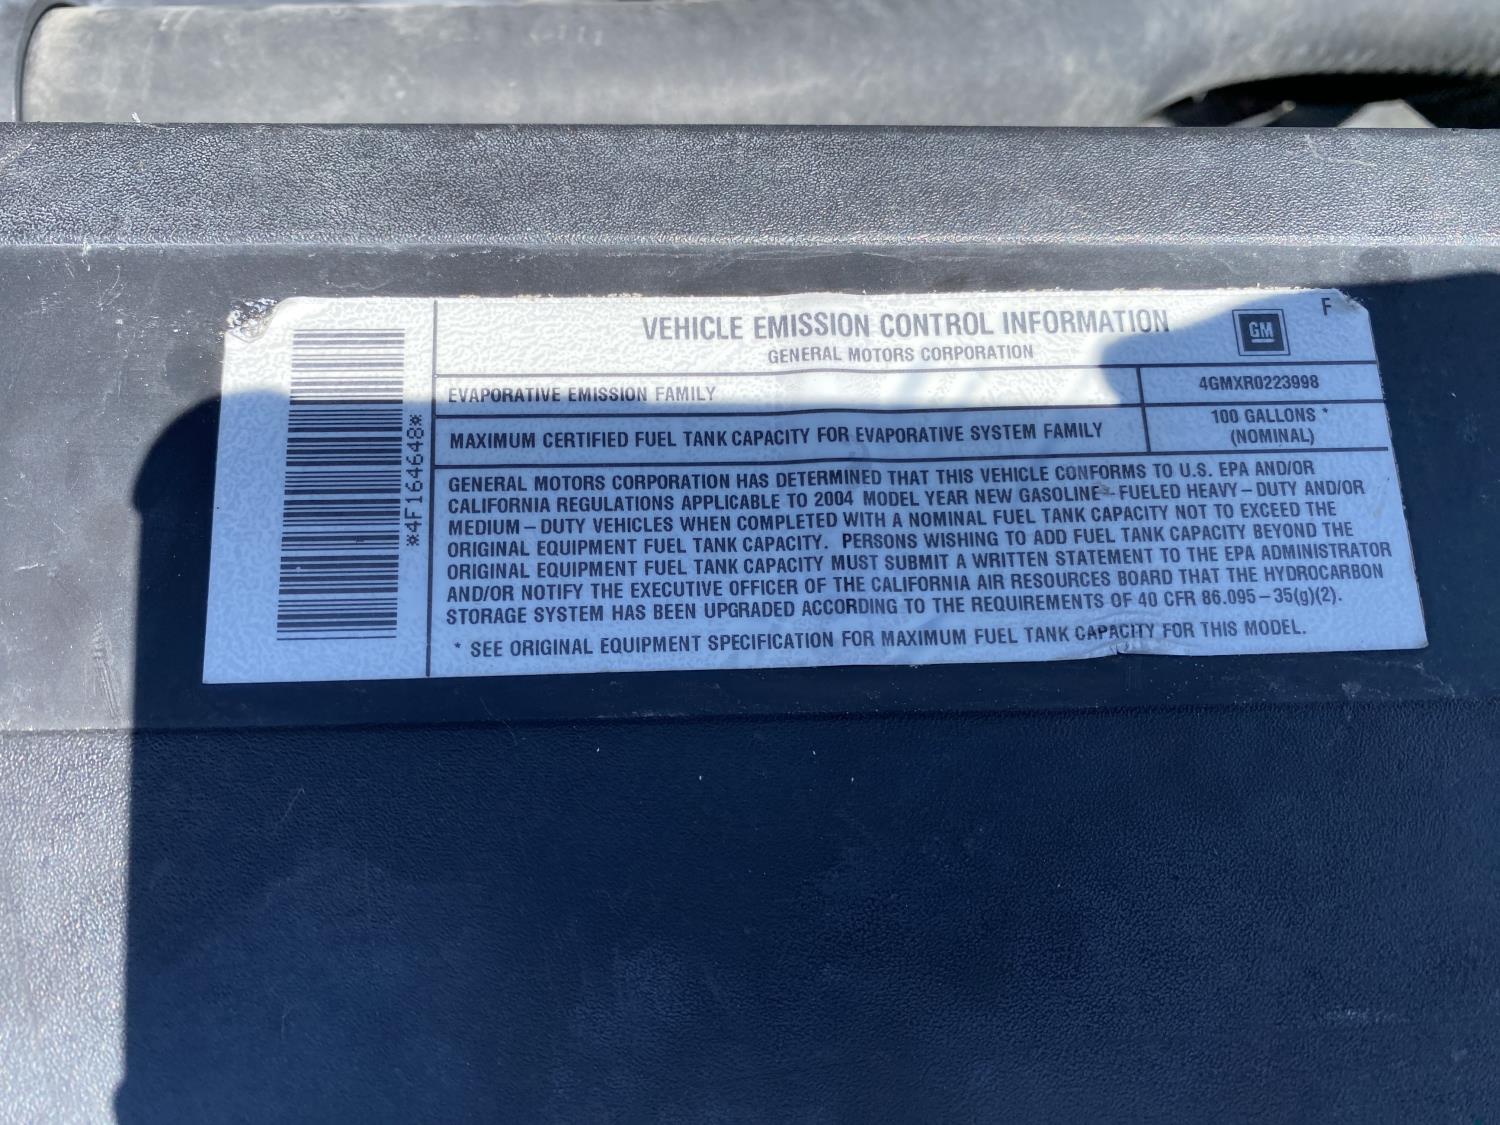 VEHICLE EMISSION CONTROL INFORMATION
GENERAL MOTORS CORPORATION
GM
F
EVAPORATIVE EMISSION FAMILY
4GMXR0223998
MAXIMUM CERTIFIED FUEL TANK CAPACITY FOR EVAPORATIVE SYSTEM FAMILY
100 GALLONS *
(NOMINAL)
*4F164648*
GENERAL MOTORS CORPORATION HAS DETERMINED THAT THIS VEHICLE CONFORMS TO U.S. EPA AND/OR
CALIFORNIA REGULATIONS APPLICABLE TO 2004 MODEL YEAR NEW GASOLINE-FUELED HEAVY-DUTY AND/OR
MEDIUM-DUTY VEHICLES WHEN COMPLETED WITH A NOMINAL FUEL TANK CAPACITY NOT TO EXCEED THE
ORIGINAL EQUIPMENT FUEL TANK CAPACITY. PERSONS WISHING TO ADD FUEL TANK CAPACITY BEYOND THE
ORIGINAL EQUIPMENT FUEL TANK CAPACITY MUST SUBMIT A WRITTEN STATEMENT TO THE EPA ADMINISTRATOR
AND/OR NOTIFY THE EXECUTIVE OFFICER OF THE CALIFORNIA AIR RESOURCES BOARD THAT THE HYDROCARBON
STORAGE SYSTEM HAS BEEN UPGRADED ACCORDING TO THE REQUIREMENTS OF 40 CFR 86.095-35(g)(2).
* SEE ORIGINAL EQUIPMENT SPECIFICATION FOR MAXIMUM FUEL TANK CAPACITY FOR THIS MODEL.